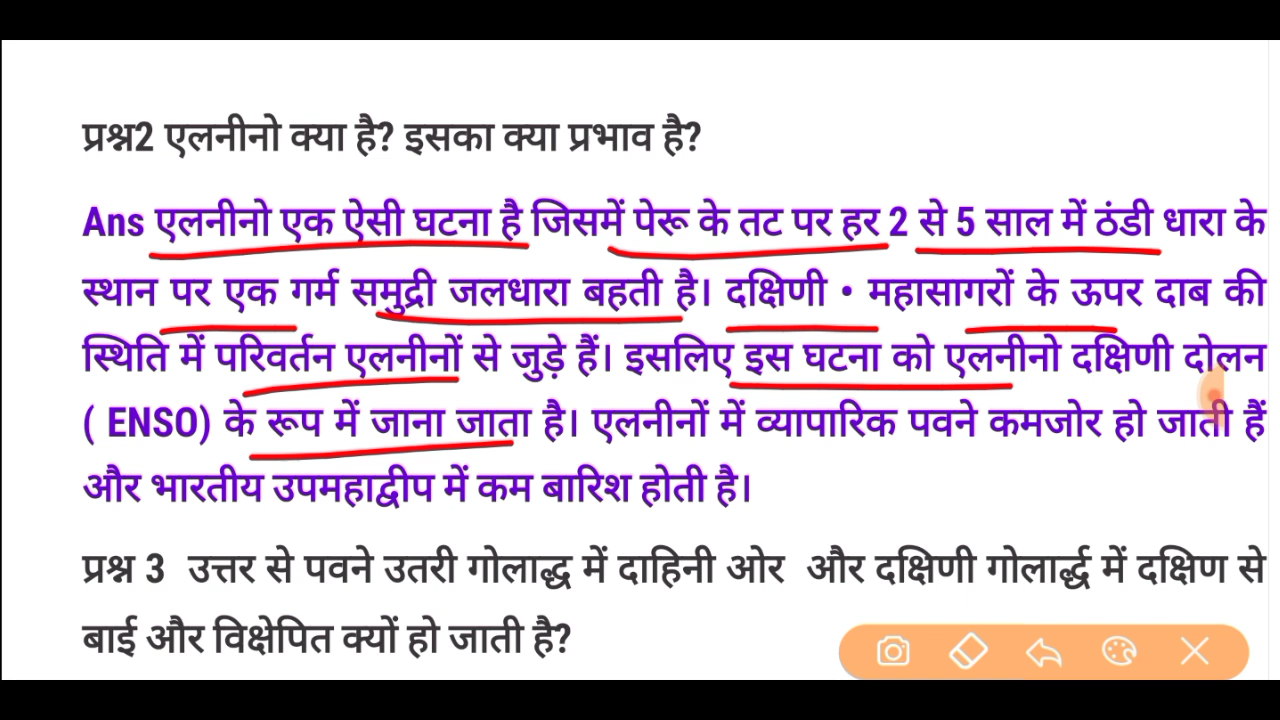 प्रश्न2 एलनीनो क्या है? इसका क्या प्रभाव है?
Ans एलनीनो एक ऐसी घटना है जिसमें पेरू के तट पर हर 2 से 5 साल में ठंडी धारा के
स्थान पर एक गर्म समुद्री जलधारा बहती है। दक्षिणी • महासागरों के ऊपर दाब की
स्थिति में परिवर्तन एलनीनों से जुड़े हैं। इसलिए इस घटना को एलनीनो दक्षिणी दोलन
( ENSO) के रूप में जाना जाता है। एलनीनों में व्यापारिक पवने कमजोर हो जाती हैं
और भारतीय उपमहाद्वीप में कम बारिश होती है।
प्रश्न 3 उत्तर से पवने उतरी गोलाद्ध में दाहिनी ओर और दक्षिणी गोलार्द्ध में दक्षिण से
बाई और विक्षेपित क्यों हो जाती है?